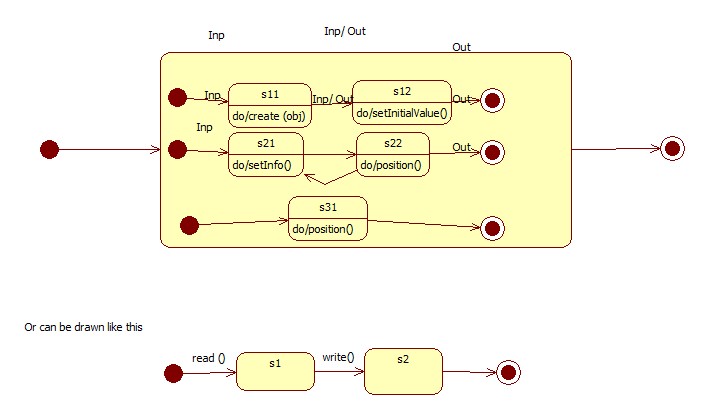 Inp
Inp/ Out
Out
Inp
s11
Inp/ Out
s12
Out
do/create (obj)
do/setInitialValue()
Inp
s21
s22
Out
do/setInfo()
do/position()
s31
do/position()
Or can be drawn like this
read ()
s1
write()
s2